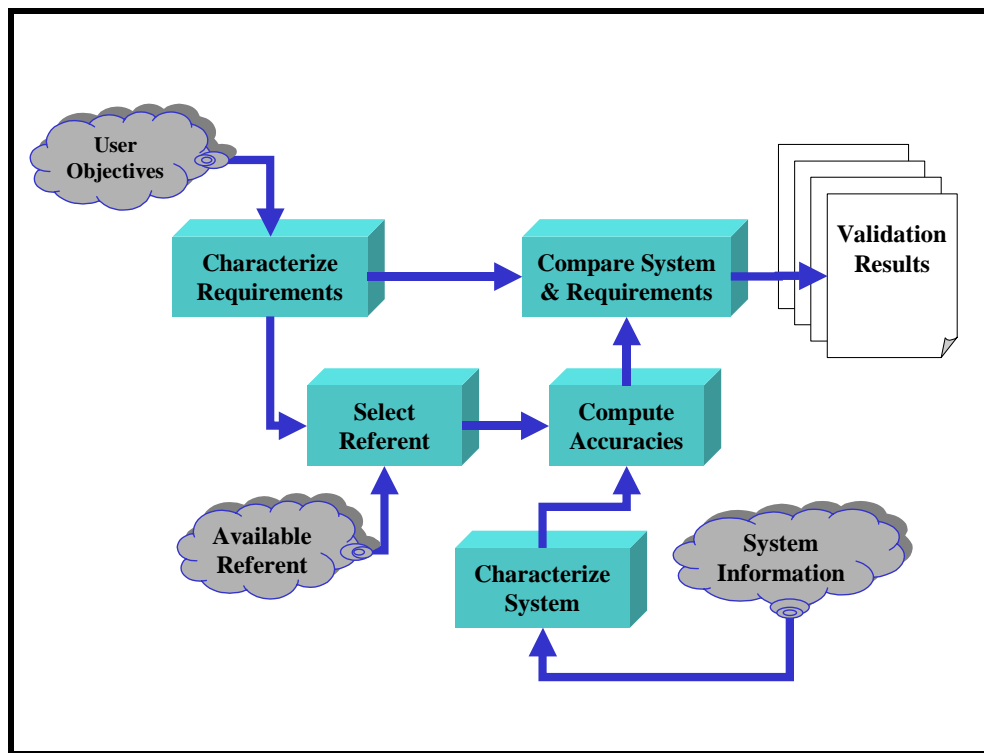 User
Objectives
Characterize
Requirements
Compare System
& Requirements
Validation
Results
Select
Referent
Compute
Accuracies
Available
Referent
Characterize
System
System
Information